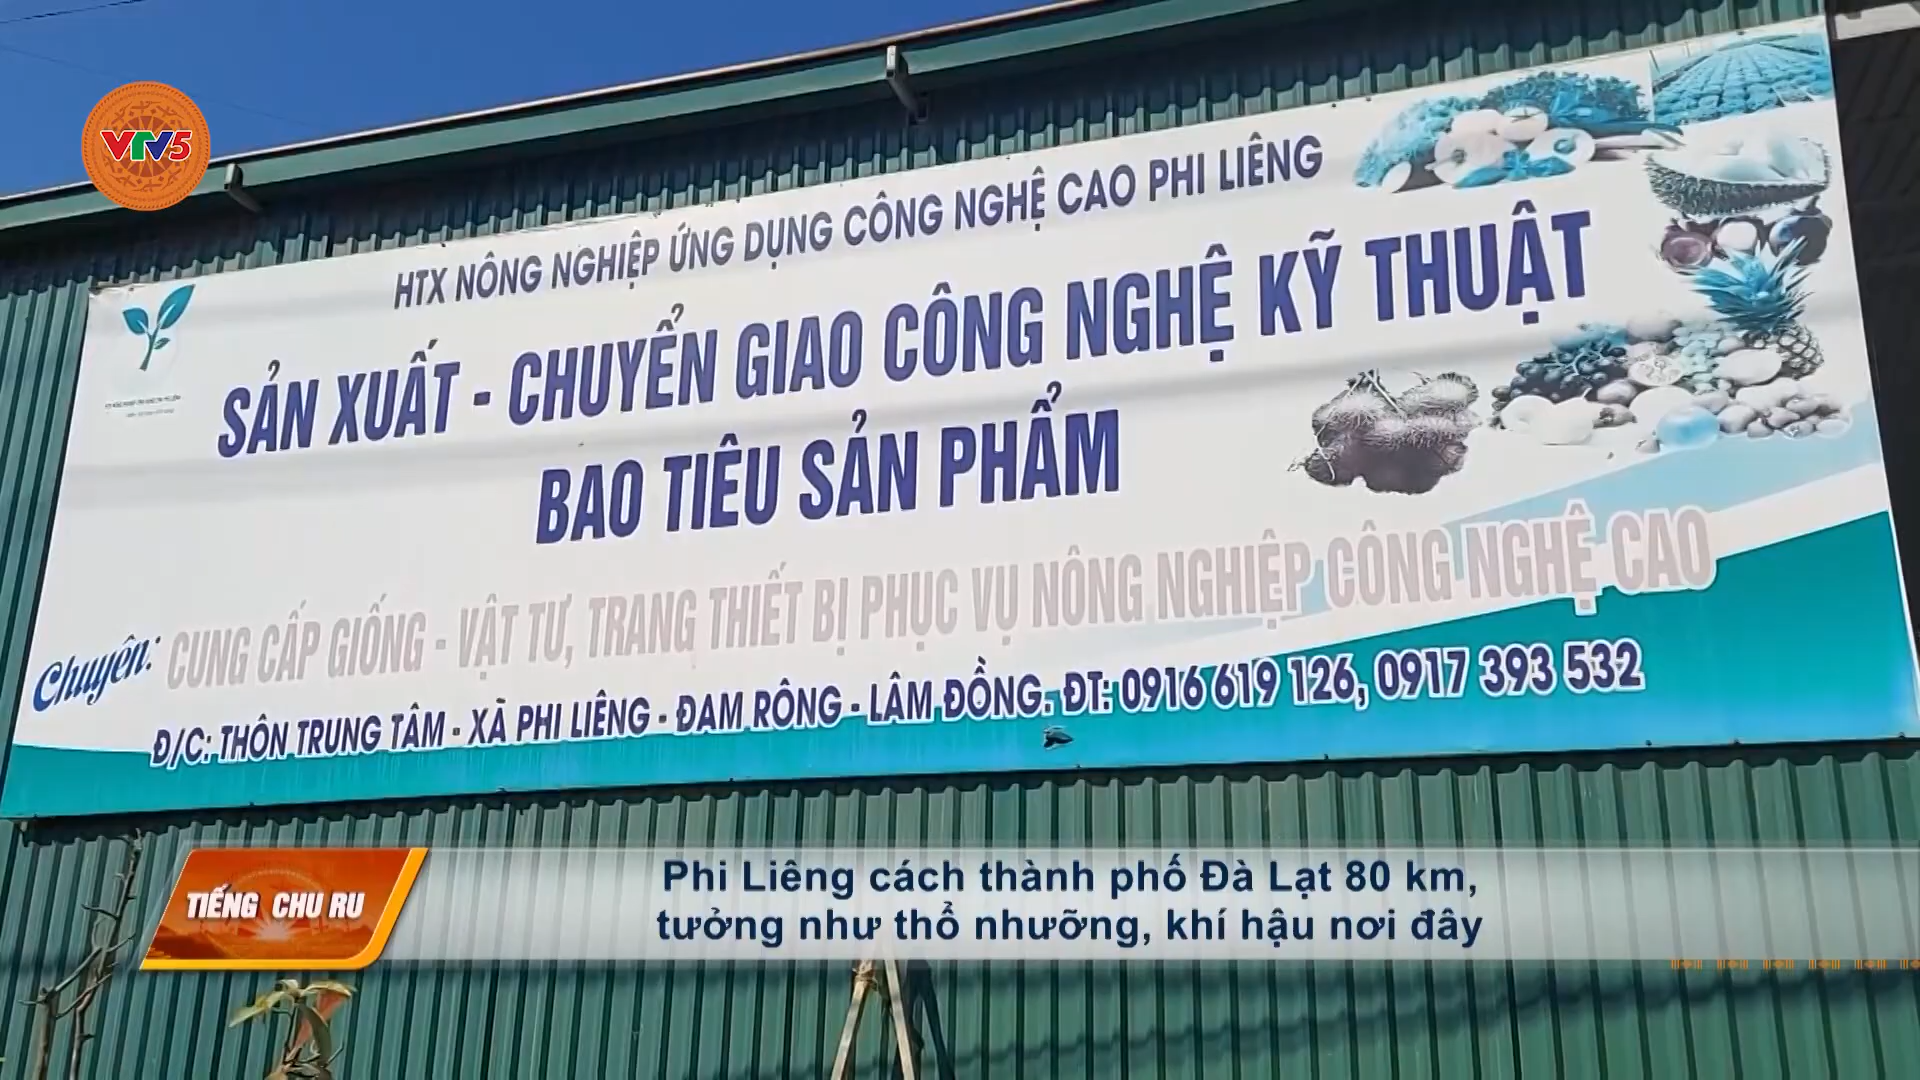 VTV5
HTX NÔNG NGHIỆP ỨNG DỤNG CÔNG NGHỆ CAO PHI LIÊNG
SẢN XUẤT - CHUYỂN GIAO CÔNG NGHỆ KỸ THUẬT
BAO TIÊU SẢN PHẨM
Chuyên: CUNG CẤP GIỐNG - VẬT TƯ, TRANG THIẾT BỊ PHỤC VỤ NÔNG NGHIỆP CÔNG NGHỆ CAO
Đ/C: THÔN TRUNG TÂM - XÃ PHI LIÊNG - ĐAM RÔNG - LÂM ĐỒNG. ĐT: 0916 619 126, 0917 393 532
TIẾNG CHU RU
Phi Liêng cách thành phố Đà Lạt 80 km,
tưởng như thổ nhưỡng, khí hậu nơi đây